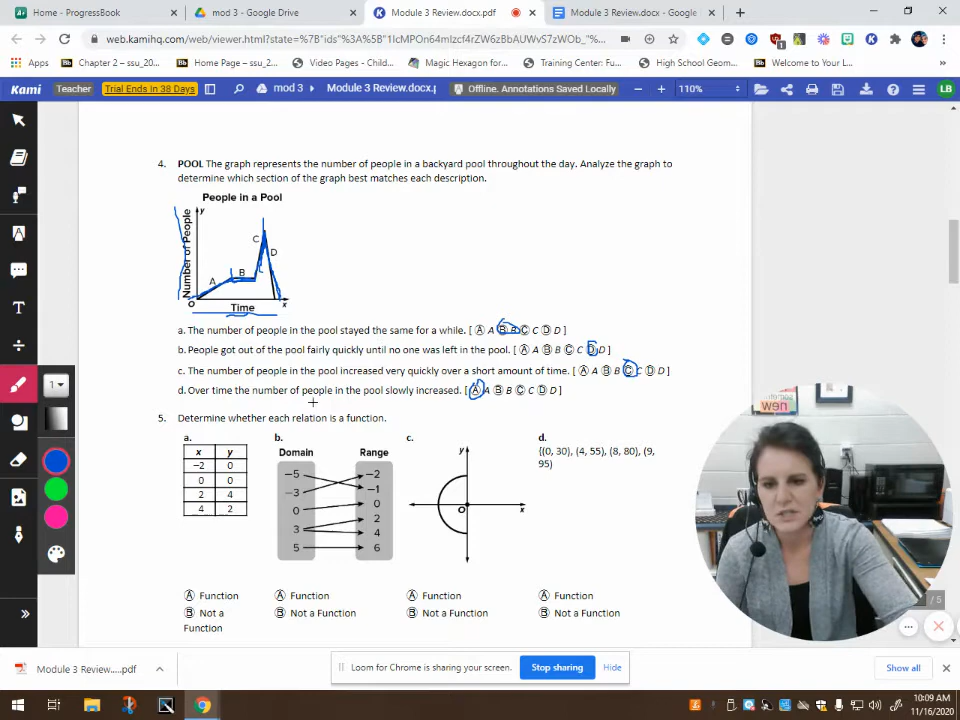 Home - ProgressBook
mod 3 - Google Drive
Module 3 Review.docx.pdf
Module 3 Review.docx - Google
web.kamihq.com/web/viewer.html?state=%7B"ids"%3A%5B"1lcMPOn64mlzcf4rZW6zBbAUWvS7zWOb_"%...
Apps
Chapter 2 – ssu_20...
Home Page – ssu_2...
Video Pages - Child...
Magic Hexagon for...
Training Center: Fu...
High School Geom...
Welcome to Your L...
Kami
Teacher
Trial Ends In 38 Days
mod 3
Module 3 Review.docx.p
Offline. Annotations Saved Locally
110%
LB
4. POOL The graph represents the number of people in a backyard pool throughout the day. Analyze the graph to
determine which section of the graph best matches each description.
People in a Pool
Number of People
y
C
D
B
A
O
Time
x
a. The number of people in the pool stayed the same for a while. [ Ⓐ A Ⓑ B Ⓒ C Ⓓ D ]
b. People got out of the pool fairly quickly until no one was left in the pool. [ Ⓐ A Ⓑ B Ⓒ C Ⓓ D ]
c. The number of people in the pool increased very quickly over a short amount of time. [ Ⓐ A Ⓑ B Ⓒ C Ⓓ D ]
d. Over time the number of people in the pool slowly increased. [ Ⓐ A Ⓑ B Ⓒ C Ⓓ D ]
5. Determine whether each relation is a function.
a. b. c. d.
x y
−2 0
0 0
2 4
4 2
Domain Range
−5 −2
−3 −1
0 0
3 2
4
5 6
y
O
x
{(0, 30), (4, 55), (8, 80), (9,
95)
Ⓐ Function
Ⓑ Not a
Function
Ⓐ Function
Ⓑ Not a Function
Ⓐ Function
Ⓑ Not a Function
Ⓐ Function
Ⓑ Not a Function
new
1
/ 5
Module 3 Review....pdf
Loom for Chrome is sharing your screen.
Stop sharing
Hide
Show all
10:09 AM
11/16/2020